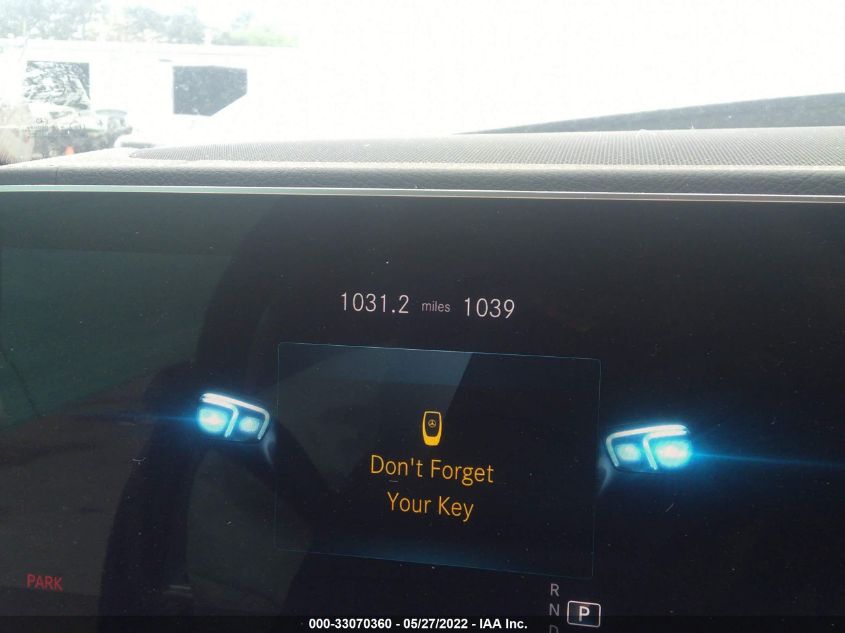 1031.2 miles 1039
Don't Forget
Your Key
PARK
R
N P
D
000-33070360 - 05/27/2022 - IAA Inc.